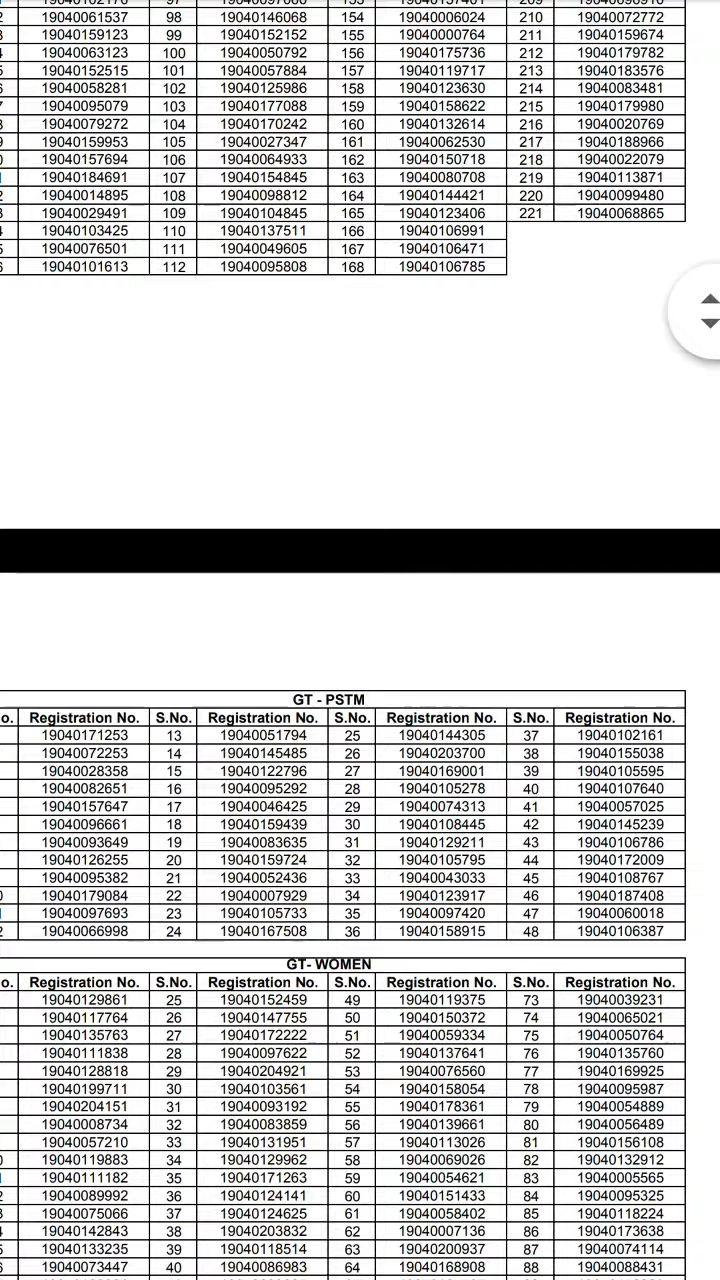 19040061537 98 19040146068 154 19040006024 210 19040072772
19040159123 99 19040152152 155 19040000764 211 19040159674
19040063123 100 19040050792 156 19040175736 212 19040179782
19040152515 101 19040057884 157 19040119717 213 19040183576
19040058281 102 19040125986 158 19040123630 214 19040083481
19040095079 103 19040177088 159 19040158622 215 19040179980
19040079272 104 19040170242 160 19040132614 216 19040020769
19040159953 105 19040027347 161 19040062530 217 19040188966
19040157694 106 19040064933 162 19040150718 218 19040022079
19040184691 107 19040154845 163 19040080708 219 19040113871
19040014895 108 19040098812 164 19040144421 220 19040099480
19040029491 109 19040104845 165 19040123406 221 19040068865
19040103425 110 19040137511 166 19040106991
19040076501 111 19040049605 167 19040106471
19040101613 112 19040095808 168 19040106785
GT - PSTM
o. Registration No. S.No. Registration No. S.No. Registration No. S.No. Registration No.
19040171253 13 19040051794 25 19040144305 37 19040102161
19040072253 14 19040145485 26 19040203700 38 19040155038
19040028358 15 19040122796 27 19040169001 39 19040105595
19040082651 16 19040095292 28 19040105278 40 19040107640
19040157647 17 19040046425 29 19040074313 41 19040057025
19040096661 18 19040159439 30 19040108445 42 19040145239
19040093649 19 19040083635 31 19040129211 43 19040106786
19040126255 20 19040159724 32 19040105795 44 19040172009
19040095382 21 19040052436 33 19040043033 45 19040108767
19040179084 22 19040007929 34 19040123917 46 19040187408
19040097693 23 19040105733 35 19040097420 47 19040060018
19040066998 24 19040167508 36 19040158915 48 19040106387
GT- WOMEN
o. Registration No. S.No. Registration No. S.No. Registration No. S.No. Registration No.
19040129861 25 19040152459 49 19040119375 73 19040039231
19040117764 26 19040147755 50 19040150372 74 19040065021
19040135763 27 19040172222 51 19040059334 75 19040050764
19040111838 28 19040097622 52 19040137641 76 19040135760
19040128818 29 19040204921 53 19040076560 77 19040169925
19040199711 30 19040103561 54 19040158054 78 19040095987
19040204151 31 19040093192 55 19040178361 79 19040054889
19040008734 32 19040083859 56 19040139661 80 19040056489
19040057210 33 19040131951 57 19040113026 81 19040156108
19040119883 34 19040129962 58 19040069026 82 19040132912
19040111182 35 19040171263 59 19040054621 83 19040005565
19040089992 36 19040124141 60 19040151433 84 19040095325
19040075066 37 19040124625 61 19040058402 85 19040118224
19040142843 38 19040203832 62 19040007136 86 19040173638
19040133235 39 19040118514 63 19040200937 87 19040074114
19040073447 40 19040086983 64 19040168908 88 19040088431